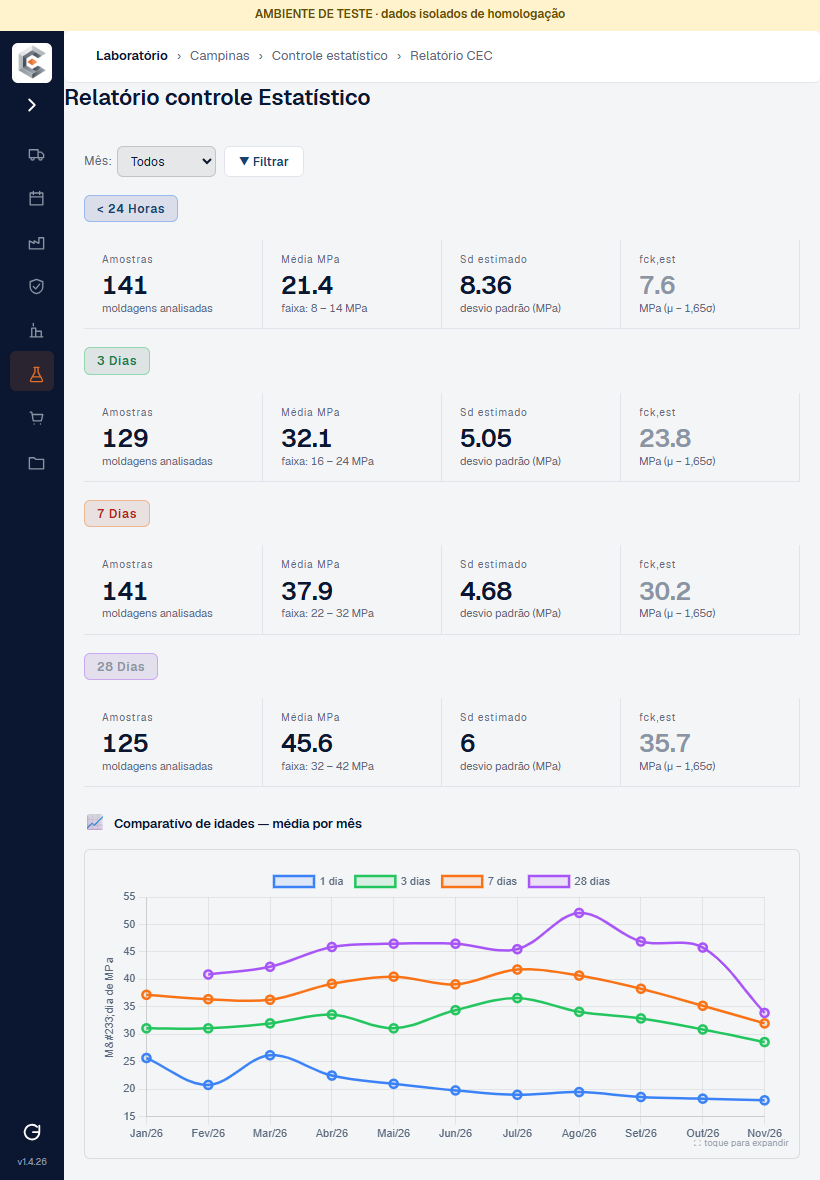 AMBIENTE DE TESTE · dados isolados de homologação
Laboratório › Campinas › Controle estatístico › Relatório CEC
Relatório controle Estatístico
Mês: Todos ▼ Filtrar
< 24 Horas
Amostras
141
moldagens analisadas
Média MPa
21.4
faixa: 8 – 14 MPa
Sd estimado
8.36
desvio padrão (MPa)
fck,est
7.6
MPa (μ – 1,65σ)
3 Dias
Amostras
129
moldagens analisadas
Média MPa
32.1
faixa: 16 – 24 MPa
Sd estimado
5.05
desvio padrão (MPa)
fck,est
23.8
MPa (μ – 1,65σ)
7 Dias
Amostras
141
moldagens analisadas
Média MPa
37.9
faixa: 22 – 32 MPa
Sd estimado
4.68
desvio padrão (MPa)
fck,est
30.2
MPa (μ – 1,65σ)
28 Dias
Amostras
125
moldagens analisadas
Média MPa
45.6
faixa: 32 – 42 MPa
Sd estimado
6
desvio padrão (MPa)
fck,est
35.7
MPa (μ – 1,65σ)
Comparativo de idades — média por mês
1 dia 3 dias 7 dias 28 dias
M&#233;dia de MPa
55
50
45
40
35
30
25
20
15
Jan/26 Fev/26 Mar/26 Abr/26 Mai/26 Jun/26 Jul/26 Ago/26 Set/26 Out/26 Nov/26
toque para expandir
v1.4.26